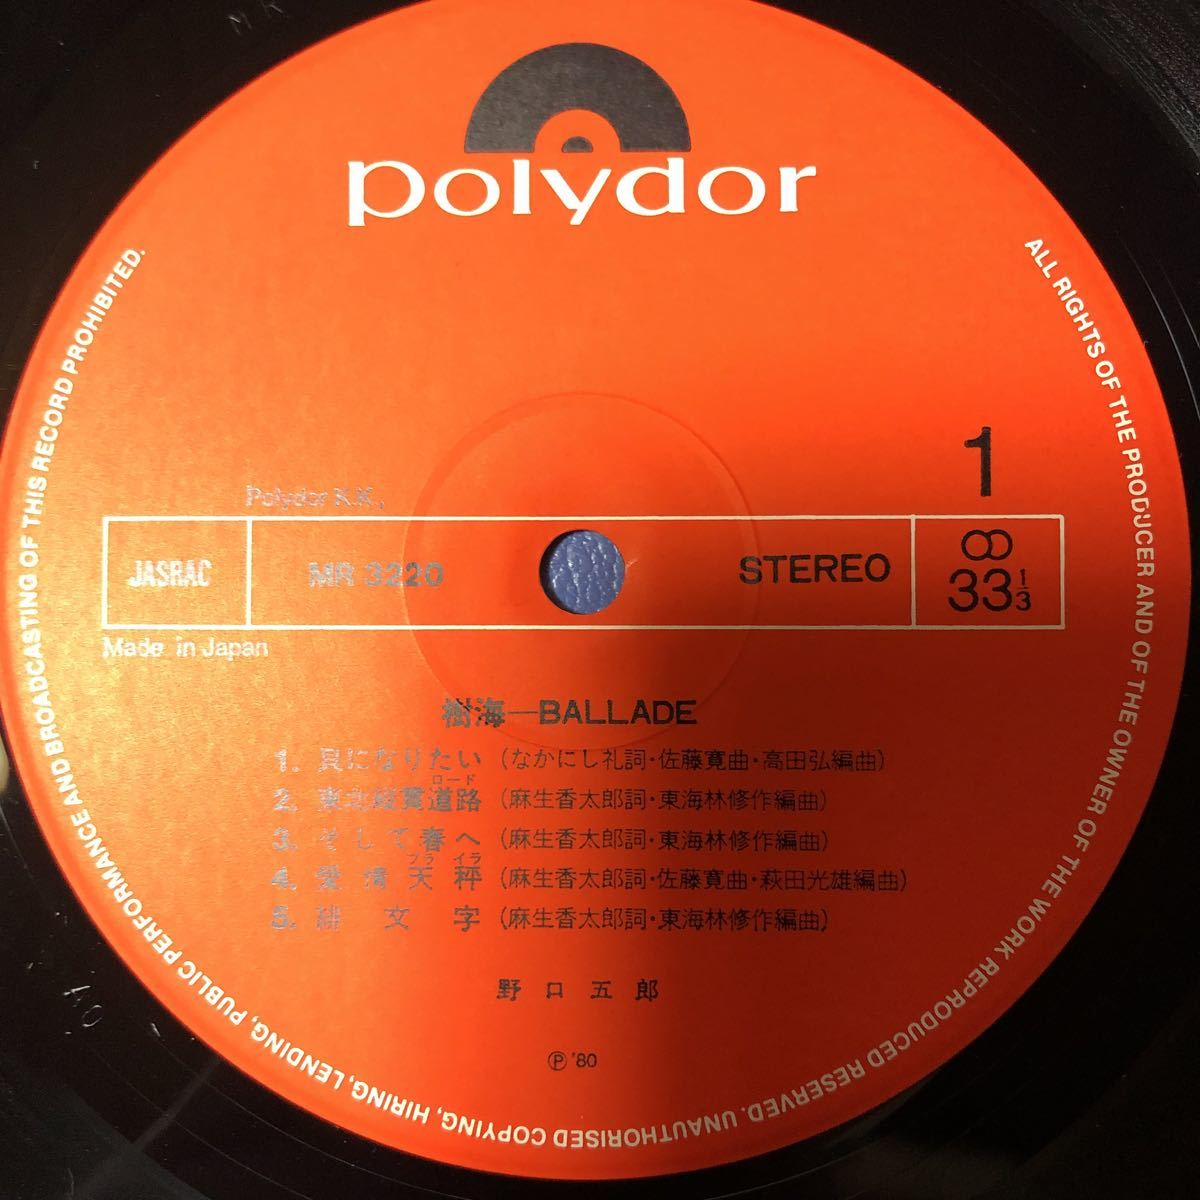 polydor
ALL RIGHTS OF THE PRODUCER AND OF THE OWNER OF THE WORK REPRODUCED RESERVED. UNAUTHORISED COPYING, HIRING, LENDING, PUBLIC PERFORMANCE AND BROADCASTING OF THIS RECORD PROHIBITED.
1
Polydor K.K.,
JASRAC MR 3220 STEREO 33 1/3
Made in Japan
樹海—BALLADE
1. 貝になりたい (なかにし礼詞・佐藤寛曲・高田弘編曲)
ロード
2. 東北縦貫道路 (麻生香太郎詞・東海林修作編曲)
3. そして春へ (麻生香太郎詞・東海林修作編曲)
プライラ
4. 愛情天秤 (麻生香太郎詞・佐藤寛曲・萩田光雄編曲)
5. 緋文字 (麻生香太郎詞・東海林修作編曲)
野口五郎
Ⓟ '80